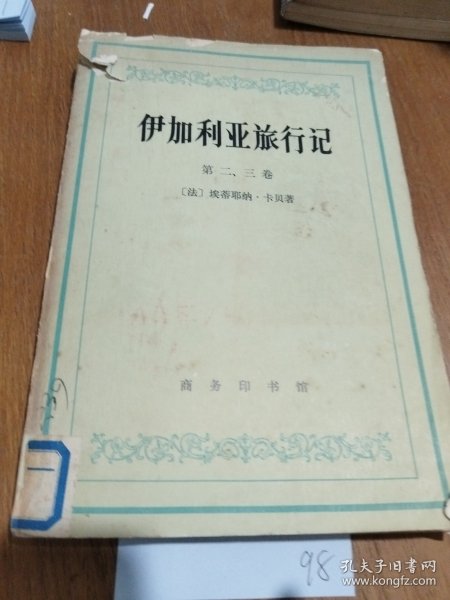 伊加利亚旅行记
第二、三卷
〔法〕埃蒂耶纳·卡贝著
商务印书馆
98
孔夫子旧书网
www.kongfz.com